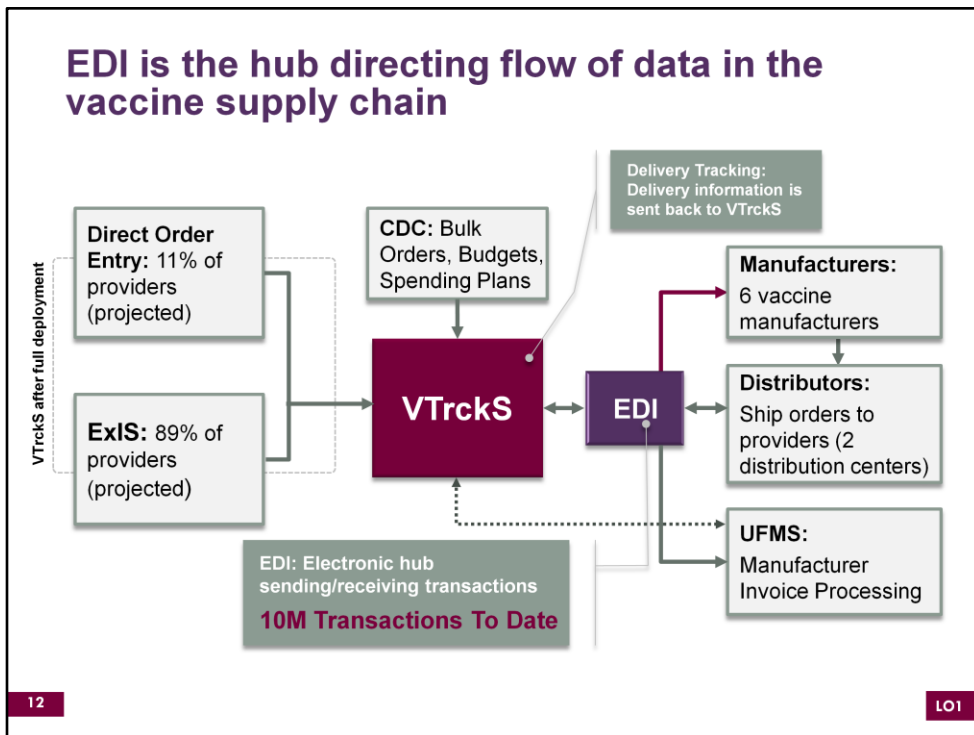 EDI is the hub directing flow of data in the
vaccine supply chain
Delivery Tracking:
Delivery information is
sent back to VTrckS
VTrckS after full deployment
Direct Order
Entry: 11% of
providers
(projected)
CDC: Bulk
Orders, Budgets,
Spending Plans
Manufacturers:
6 vaccine
manufacturers
ExIS: 89% of
providers
(projected)
VTrckS
EDI
Distributors:
Ship orders to
providers (2
distribution centers)
EDI: Electronic hub
sending/receiving transactions
10M Transactions To Date
UFMS:
Manufacturer
Invoice Processing
12
LO1